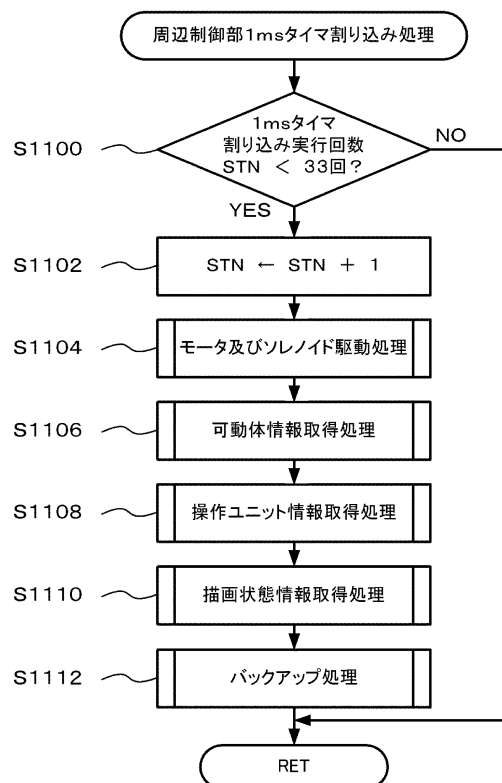 周辺制御部1msタイマ割り込み処理
S1100
1msタイマ
割り込み実行回数
STN < 33回?
NO
YES
S1102
STN ← STN + 1
S1104
モータ及びソレノイド駆動処理
S1106
可動体情報取得処理
S1108
操作ユニット情報取得処理
S1110
描画状態情報取得処理
S1112
バックアップ処理
RET